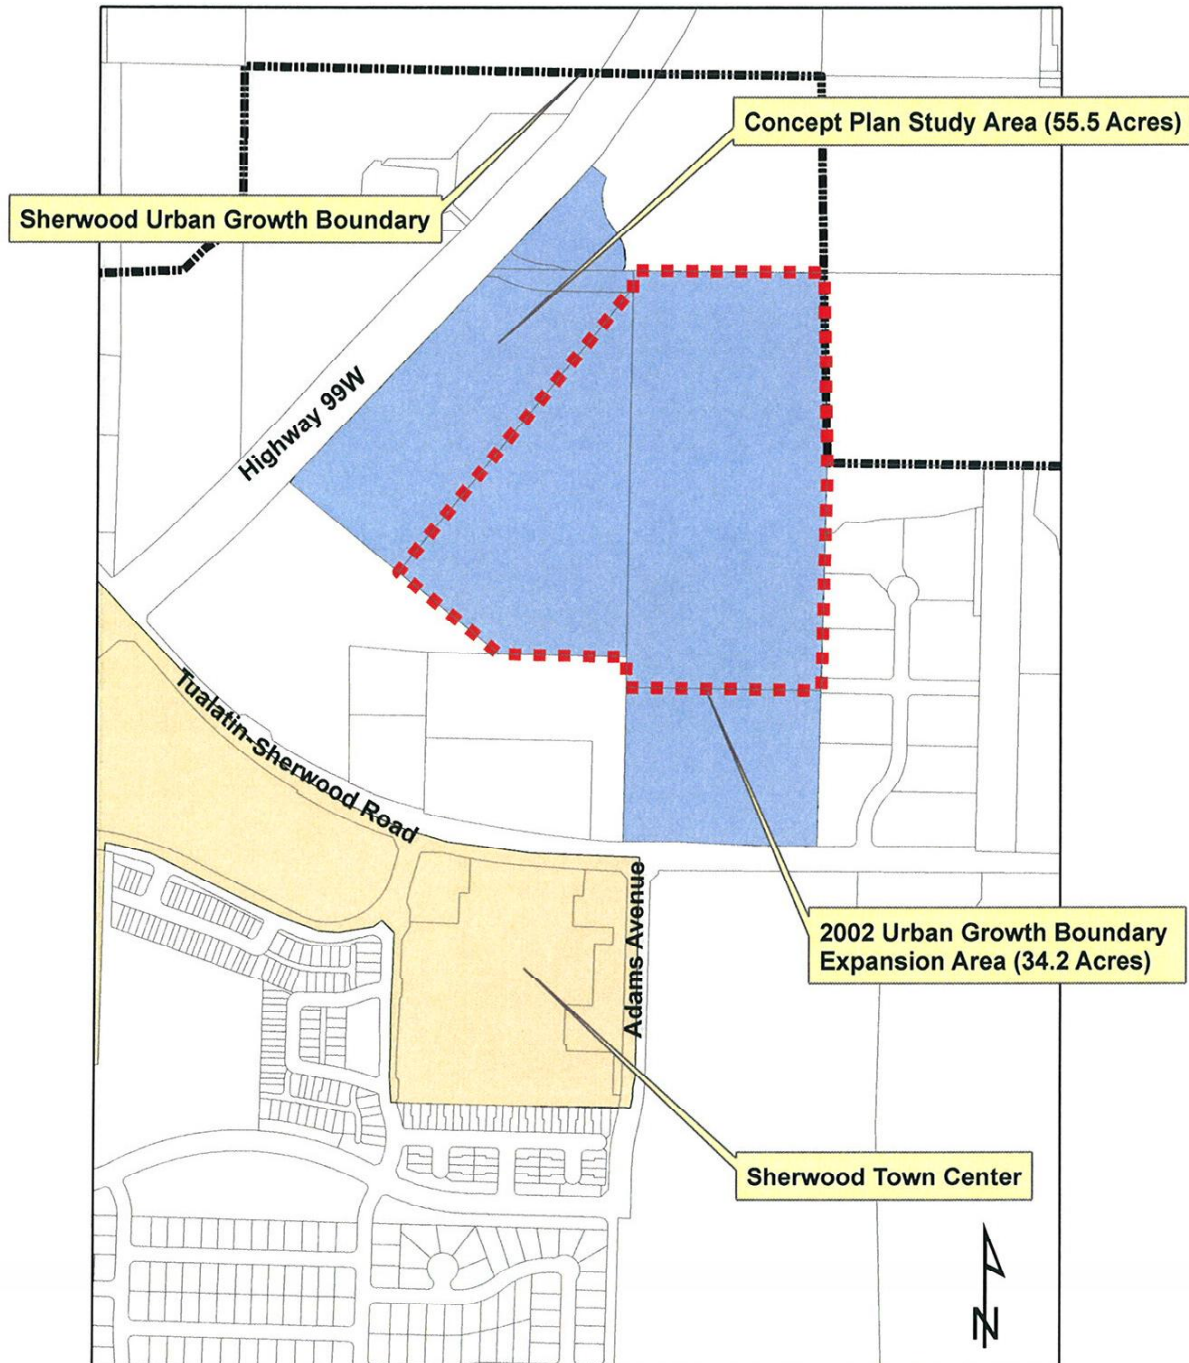 Concept Plan Study Area (55.5 Acres)
Sherwood Urban Growth Boundary
Highway 99W
Tualatin-Sherwood Road
Adams Avenue
2002 Urban Growth Boundary
Expansion Area (34.2 Acres)
Sherwood Town Center
N